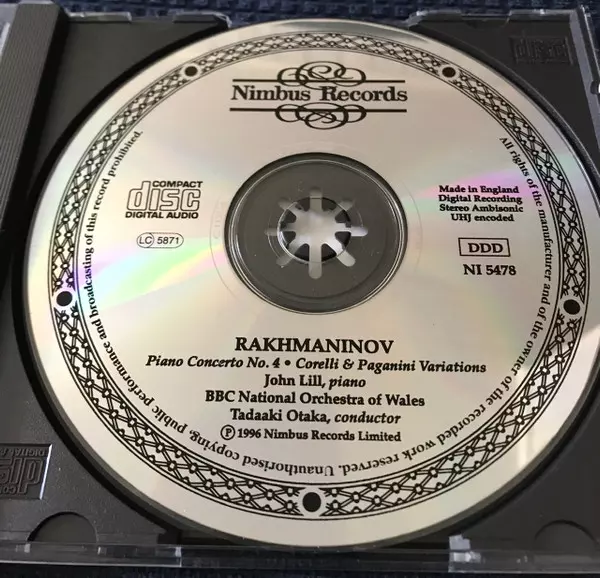 Nimbus Records
COMPACT
disc
DIGITAL AUDIO
LC 5871
Made in England
Digital Recording
Stereo Ambisonic
UHJ encoded
DDD
NI 5478
RAKHMANINOV
Piano Concerto No. 4 • Corelli & Paganini Variations
John Lill, piano
BBC National Orchestra of Wales
Tadaaki Otaka, conductor
℗ 1996 Nimbus Records Limited
All rights of the manufacturer and of the owner of the recorded work reserved. Unauthorised copying, public performance and broadcasting of this record prohibited.